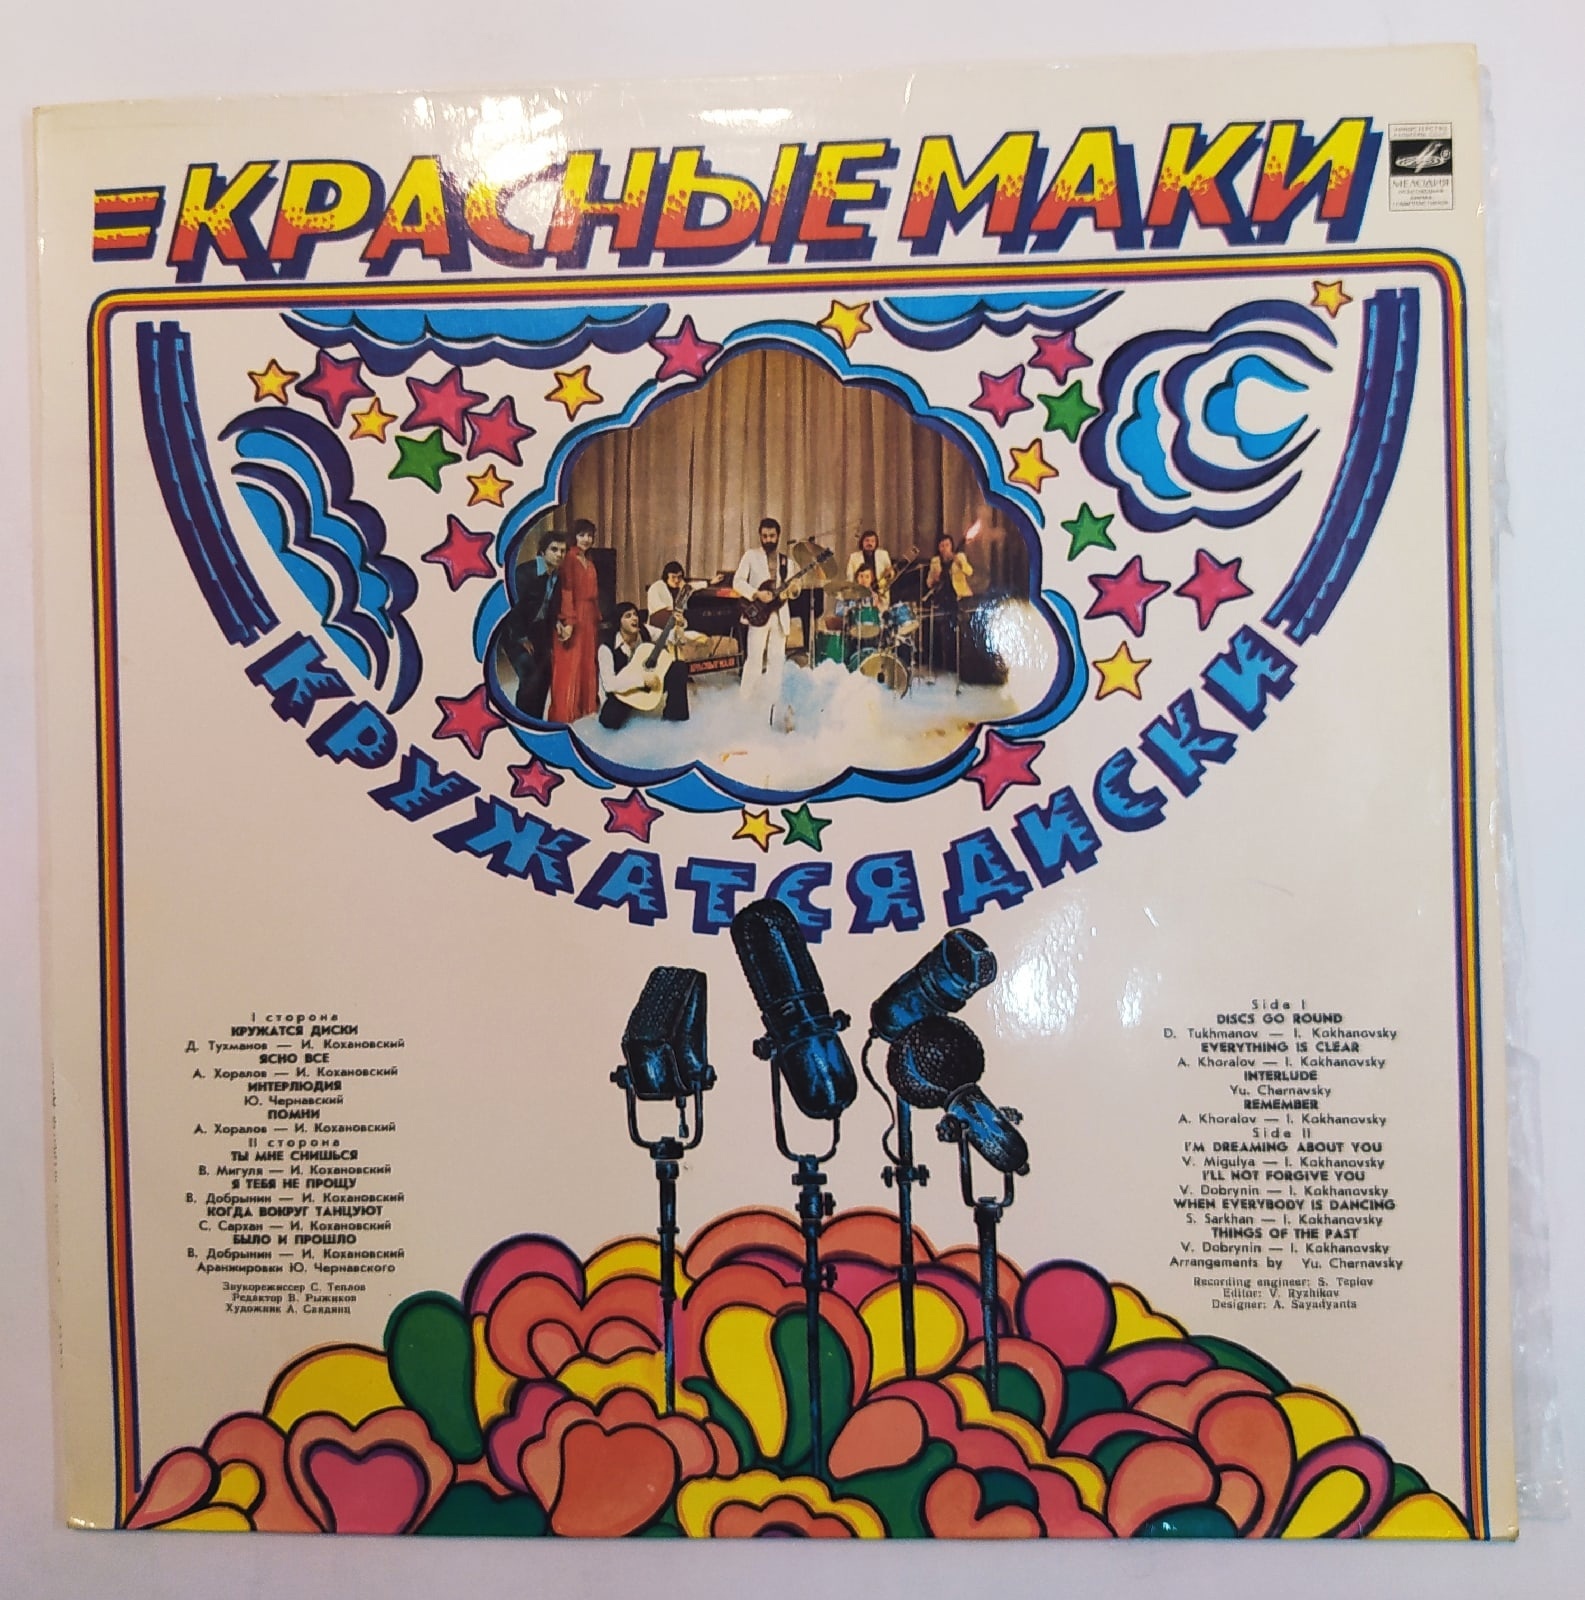 КРАСНЫЕ МАКИ
МИНИСТЕРСТВО
КУЛЬТУРЫ СССР
МЕЛОДИЯ
КРАСНЫЕ МАКИ
КРУЖАТСЯ ДИСКИ
I сторона
КРУЖАТСЯ ДИСКИ
Д. Тухманов — И. Кохановский
ЯСНО ВСЕ
А. Хоралов — И. Кохановский
ИНТЕРЛЮДИЯ
Ю. Чернавский
ПОМНИ
А. Хоралов — И. Кохановский
II сторона
ТЫ МНЕ СНИШЬСЯ
В. Мигуля — И. Кохановский
Я ТЕБЯ НЕ ПРОЩУ
В. Добрынин — И. Кохановский
КОГДА ВОКРУГ ТАНЦУЮТ
С. Сархан — И. Кохановский
БЫЛО И ПРОШЛО
В. Добрынин — И. Кохановский
Аранжировки Ю. Чернавского
Звукорежиссер С. Теплов
Редактор В. Рыжиков
Художник А. Саядянц
Side I
DISCS GO ROUND
D. Tukhmanov — I. Kokhanovsky
EVERYTHING IS CLEAR
A. Khoralov — I. Kokhanovsky
INTERLUDE
Yu. Chernavsky
REMEMBER
A. Khoralov — I. Kokhanovsky
Side II
I'M DREAMING ABOUT YOU
V. Migulya — I. Kokhanovsky
I'LL NOT FORGIVE YOU
V. Dobrynin — I. Kokhanovsky
WHEN EVERYBODY IS DANCING
S. Sarkhan — I. Kokhanovsky
THINGS OF THE PAST
V. Dobrynin — I. Kokhanovsky
Arrangements by Yu. Chernavsky
Recording engineer: S. Teplov
Editor: V. Ryzhikov
Designer: A. Sayadyants